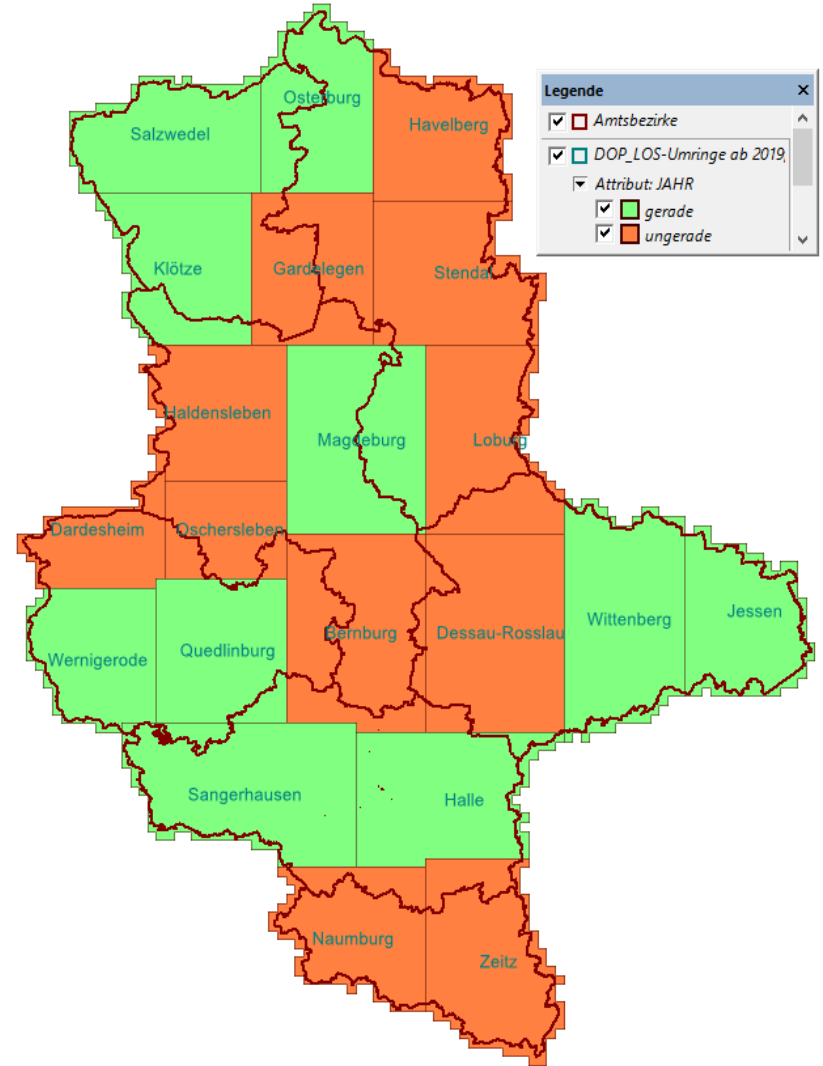 Legende
Amtsbezirke
DOP_LOS-Umringe ab 2019,
Attribut: JAHR
gerade
ungerade
Osterburg
Salzwedel
Havelberg
Klötze
Gardelegen
Stendal
Haldensleben
Magdeburg
Loburg
Dardesheim
Oschersleben
Wernigerode
Quedlinburg
Bernburg
Dessau-Rosslau
Wittenberg
Jessen
Sangerhausen
Halle
Naumburg
Zeitz